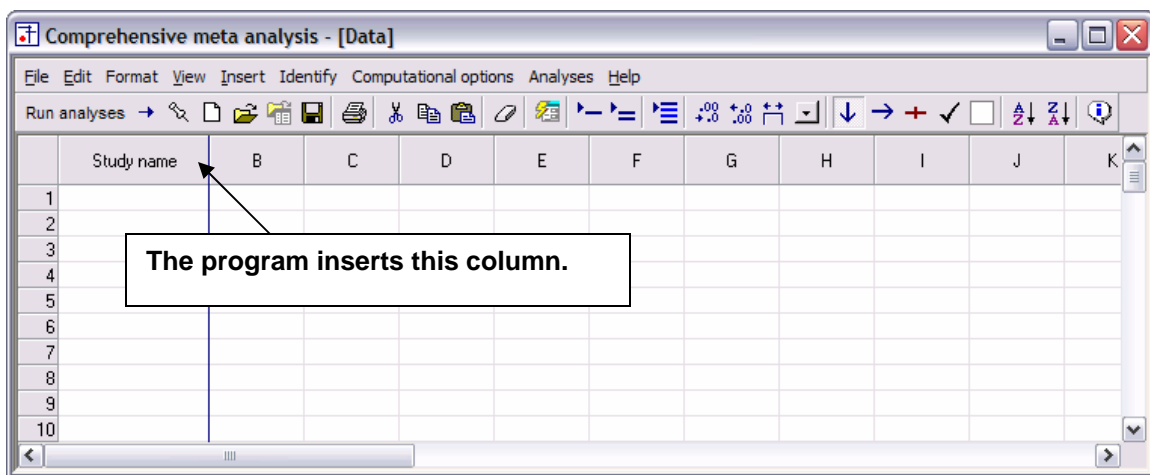 Comprehensive meta analysis - [Data]
File Edit Format View Insert Identify Computational options Analyses Help
Run analyses
Study name B C D E F G H I J K
1
2
3
The program inserts this column.
4
5
6
7
8
9
10